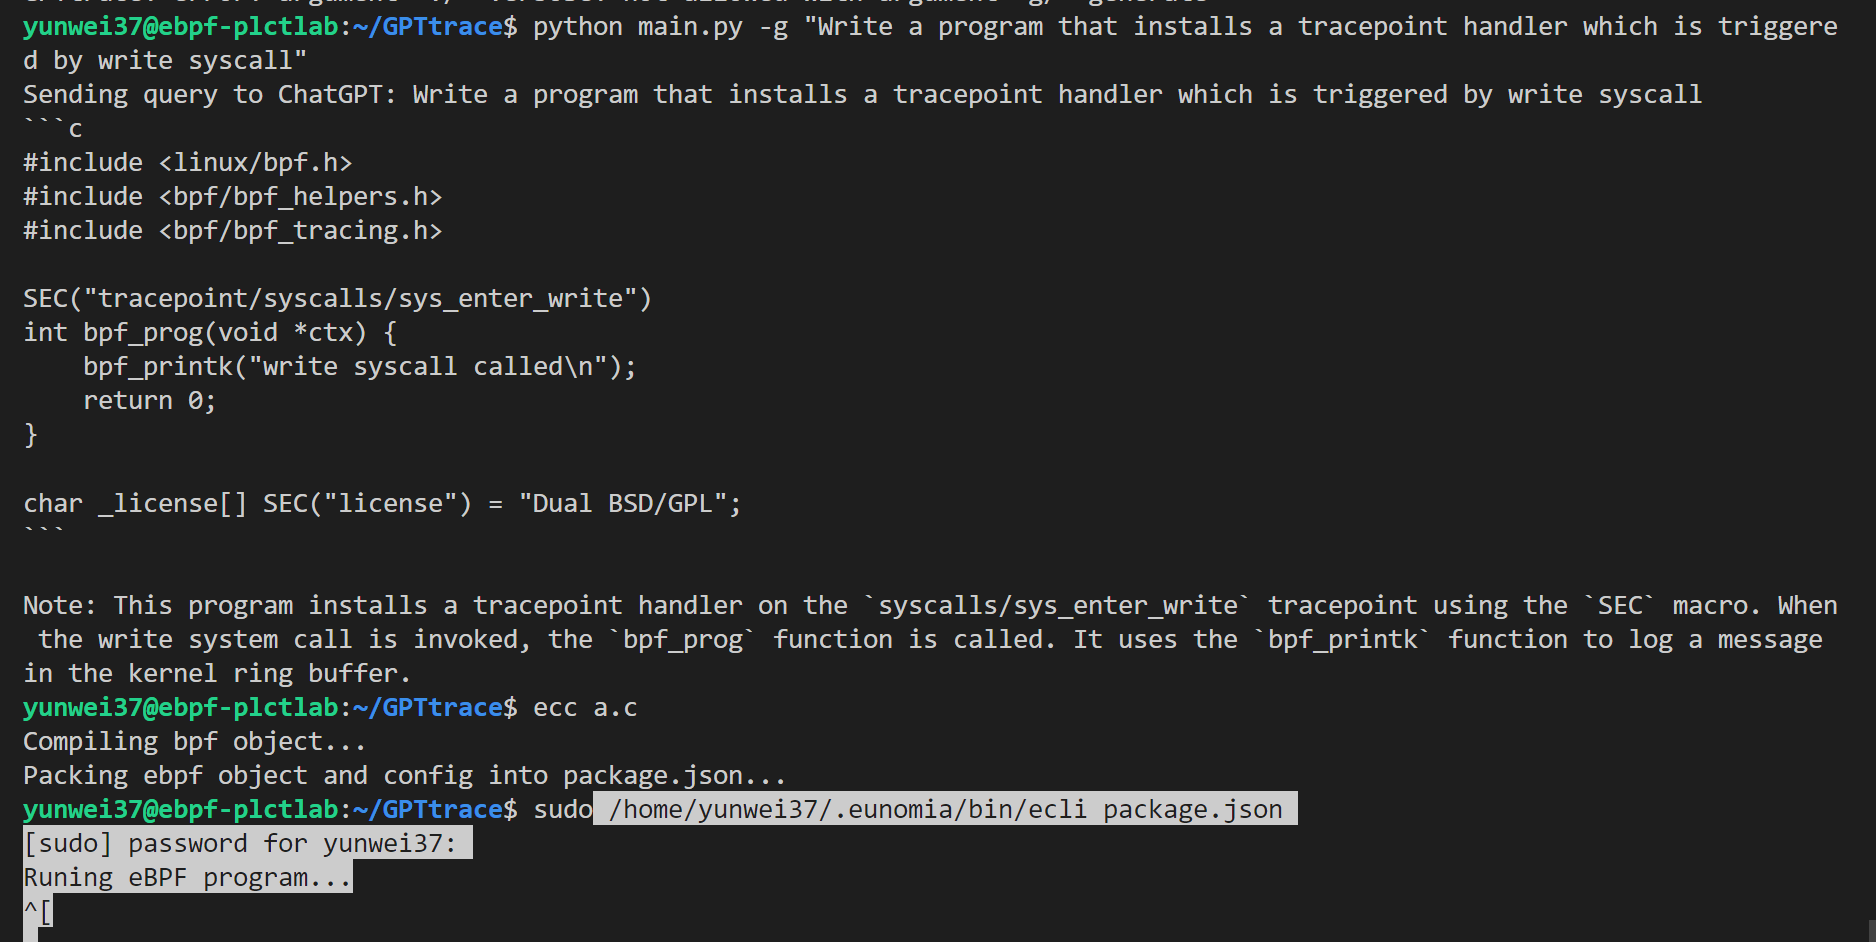 yunwei37@ebpf-plctlab:~/GPTtrace$ python main.py -g "Write a program that installs a tracepoint handler which is triggere
d by write syscall"
Sending query to ChatGPT: Write a program that installs a tracepoint handler which is triggered by write syscall
```c
#include <linux/bpf.h>
#include <bpf/bpf_helpers.h>
#include <bpf/bpf_tracing.h>

SEC("tracepoint/syscalls/sys_enter_write")
int bpf_prog(void *ctx) {
    bpf_printk("write syscall called\n");
    return 0;
}

char _license[] SEC("license") = "Dual BSD/GPL";
```

Note: This program installs a tracepoint handler on the `syscalls/sys_enter_write` tracepoint using the `SEC` macro. When
 the write system call is invoked, the `bpf_prog` function is called. It uses the `bpf_printk` function to log a message
in the kernel ring buffer.
yunwei37@ebpf-plctlab:~/GPTtrace$ ecc a.c
Compiling bpf object...
Packing ebpf object and config into package.json...
yunwei37@ebpf-plctlab:~/GPTtrace$ sudo /home/yunwei37/.eunomia/bin/ecli package.json
[sudo] password for yunwei37:
Runing eBPF program...
^[